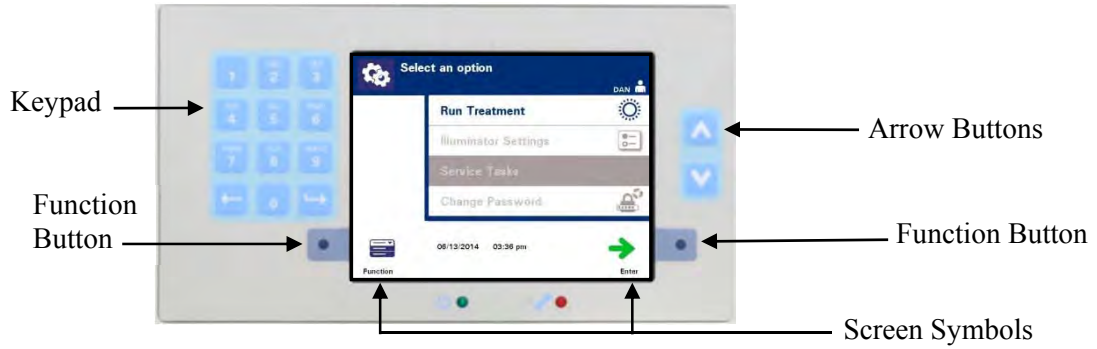 Select an option
DAN
Keypad
1 2 3
4 5 6
7 8 9
0
Run Treatment
Illuminator Settings
Service Tasks
Change Password
Arrow Buttons
Function
Button
Function Button
06/13/2014 03:36 pm
Function
Enter
Screen Symbols